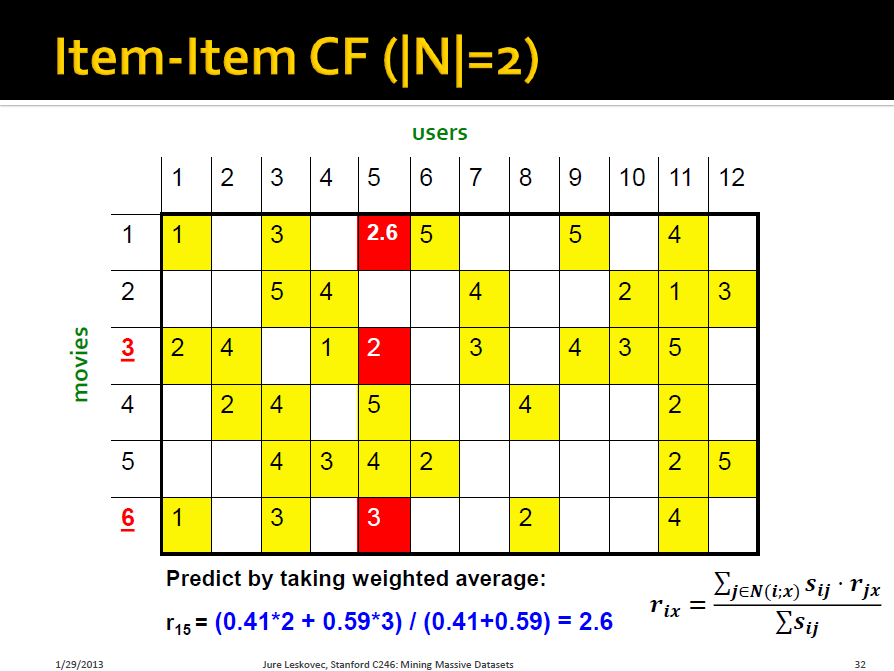 Item-Item CF (|N|=2)
users
1 2 3 4 5 6 7 8 9 10 11 12
1 1 3 2.6 5 5 4
2 5 4 4 2 1 3
3 2 4 1 2 3 4 3 5
4 2 4 5 4 2
5 4 3 4 2 2 5
6 1 3 3 2 4
movies
Predict by taking weighted average:
r₁₅ = (0.41*2 + 0.59*3) / (0.41+0.59) = 2.6
𝒓ᵢₓ = ∑_{j∈N(i;x)} sᵢⱼ · rⱼₓ / ∑sᵢⱼ
1/29/2013
Jure Leskovec, Stanford C246: Mining Massive Datasets
32